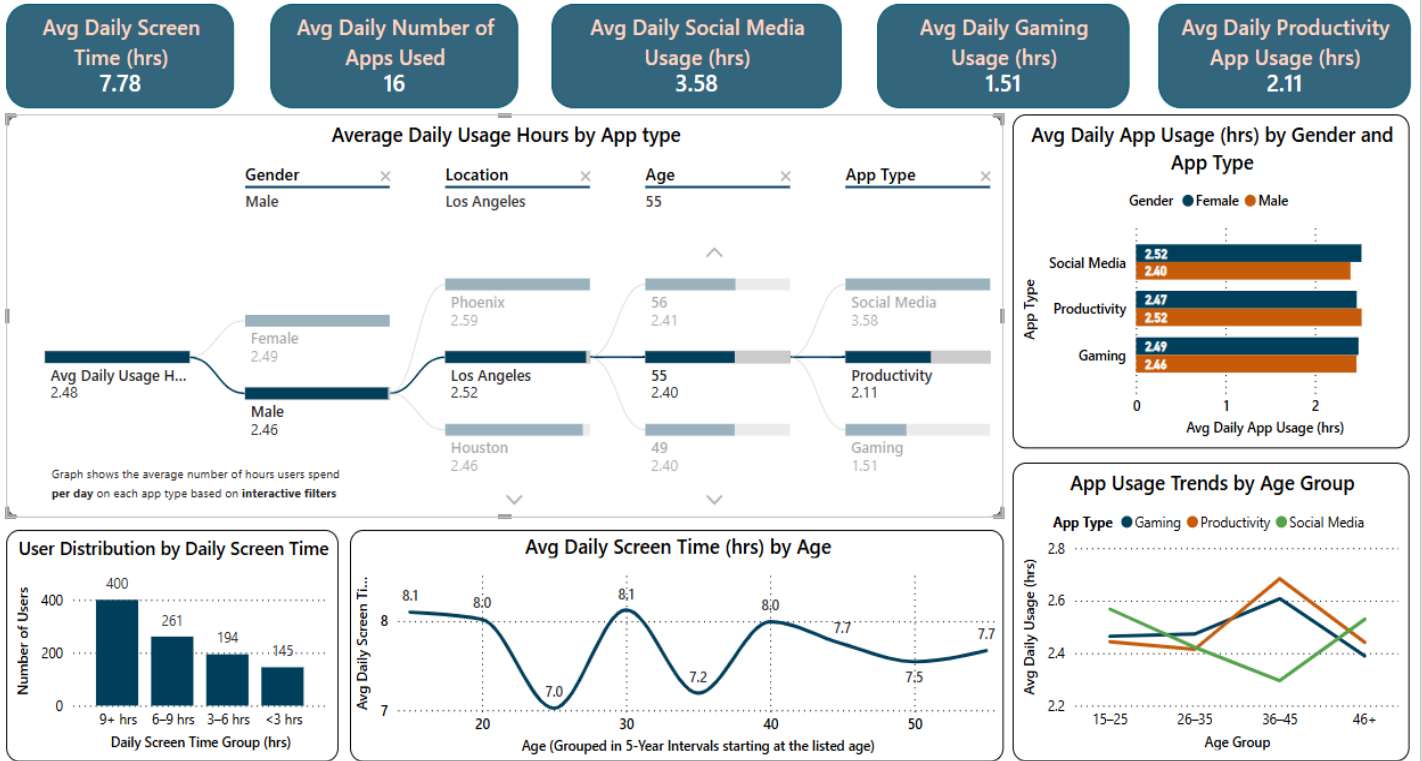 Avg Daily Screen
Time (hrs)
7.78
Avg Daily Number of
Apps Used
16
Avg Daily Social Media
Usage (hrs)
3.58
Avg Daily Gaming
Usage (hrs)
1.51
Avg Daily Productivity
App Usage (hrs)
2.11
Average Daily Usage Hours by App type
Gender
Male
Location
Los Angeles
Age
55
App Type
Avg Daily Usage H...
2.48
Female
2.49
Male
2.46
Phoenix
2.59
Los Angeles
2.52
Houston
2.46
56
2.41
55
2.40
49
2.40
Social Media
3.58
Productivity
2.11
Gaming
1.51
Graph shows the average number of hours users spend
per day on each app type based on interactive filters
Avg Daily App Usage (hrs) by Gender and
App Type
Gender Female Male
App Type
Social Media
2.52
2.40
Productivity
2.47
2.52
Gaming
2.49
2.46
0 1 2
Avg Daily App Usage (hrs)
User Distribution by Daily Screen Time
Number of Users
400
200
0
400
261
194
145
9+ hrs 6–9 hrs 3–6 hrs <3 hrs
Daily Screen Time Group (hrs)
Avg Daily Screen Time (hrs) by Age
Avg Daily Screen Ti...
8
7
8.1 8.0 7.0 8.1 7.2 8.0 7.7 7.5 7.7
20 30 40 50
Age (Grouped in 5-Year Intervals starting at the listed age)
App Usage Trends by Age Group
App Type Gaming Productivity Social Media
Avg Daily Usage (hrs)
2.8
2.6
2.4
2.2
15–25 26–35 36–45 46+
Age Group